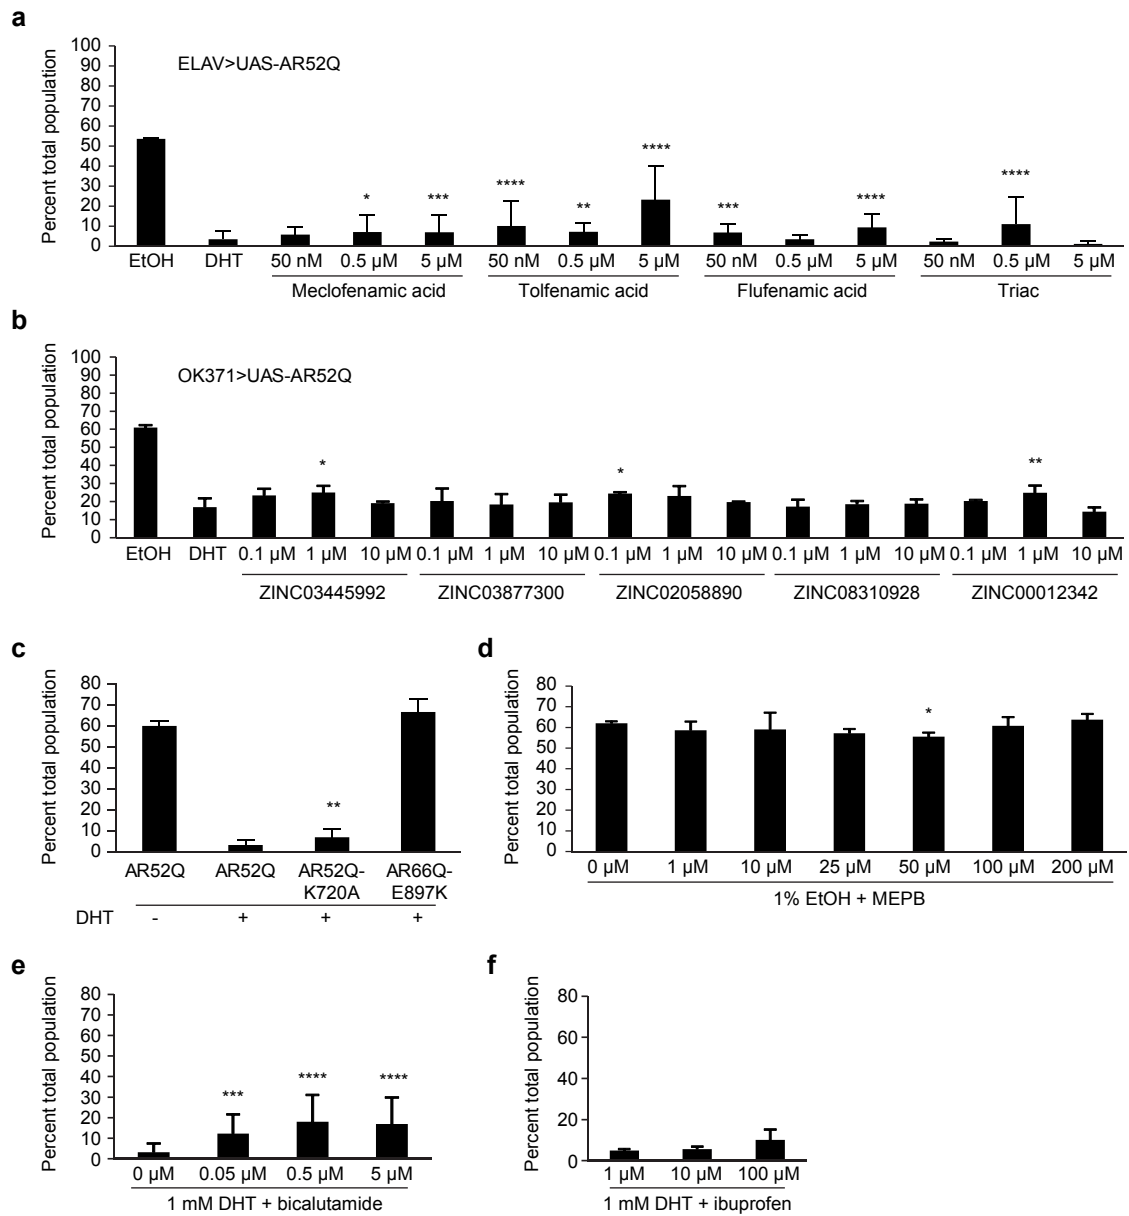 a
Percent total population
100
90
80
70
60
50
40
30
20
10
0
ELAV>UAS-AR52Q
* *** **** ** **** *** **** ****
EtOH DHT 50 nM 0.5 µM 5 µM 50 nM 0.5 µM 5 µM 50 nM 0.5 µM 5 µM 50 nM 0.5 µM 5 µM
Meclofenamic acid Tolfenamic acid Flufenamic acid Triac
b
Percent total population
100
90
80
70
60
50
40
30
20
10
0
OK371>UAS-AR52Q
* * **
EtOH DHT 0.1 µM 1 µM 10 µM 0.1 µM 1 µM 10 µM 0.1 µM 1 µM 10 µM 0.1 µM 1 µM 10 µM 0.1 µM 1 µM 10 µM
ZINC03445992 ZINC03877300 ZINC02058890 ZINC08310928 ZINC00012342
c
Percent total population
80
70
60
50
40
30
20
10
0
**
AR52Q AR52Q AR52Q- AR66Q-
K720A E897K
DHT - + + +
d
Percent total population
80
70
60
50
40
30
20
10
0
*
0 µM 1 µM 10 µM 25 µM 50 µM 100 µM 200 µM
1% EtOH + MEPB
e
Percent total population
80
70
60
50
40
30
20
10
0
*** **** ****
0 µM 0.05 µM 0.5 µM 5 µM
1 mM DHT + bicalutamide
f
Percent total population
80
60
40
20
0
1 µM 10 µM 100 µM
1 mM DHT + ibuprofen